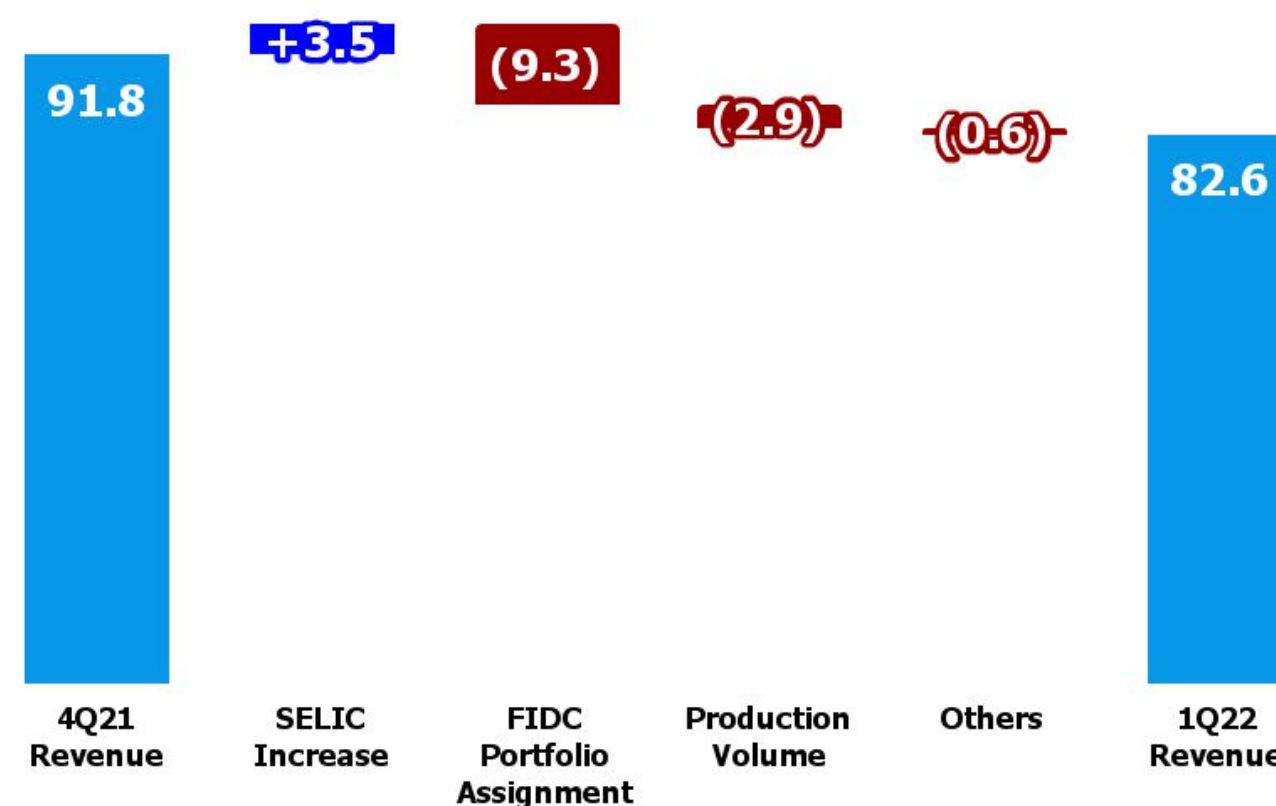 +3.5
91.8
(9.3)
(2.9)
(0.6)
82.6
4Q21
Revenue
SELIC
Increase
FIDC
Portfolio
Assignment
Production
Volume
Others
1Q22
Revenue